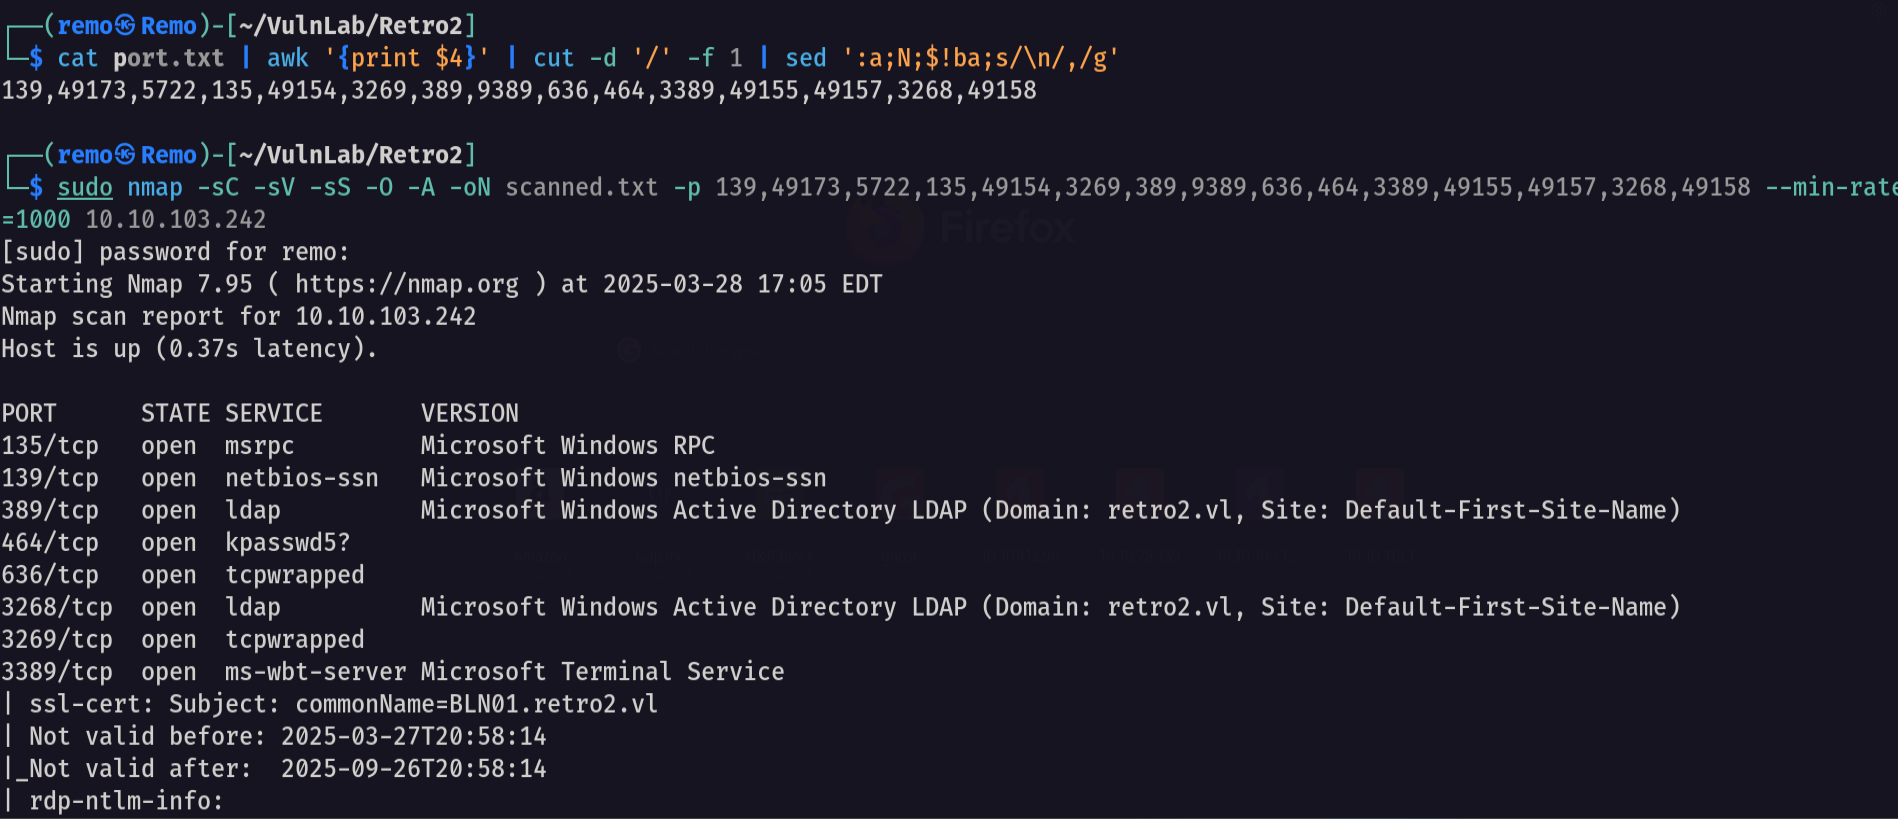 ┌──(remo㉿Remo)-[~/VulnLab/Retro2]
└─$ cat port.txt | awk '{print $4}' | cut -d '/' -f 1 | sed ':a;N;$!ba;s/\n/,/g'
139,49173,5722,135,49154,3269,389,9389,636,464,3389,49155,49157,3268,49158
┌──(remo㉿Remo)-[~/VulnLab/Retro2]
└─$ sudo nmap -sC -sV -sS -O -A -oN scanned.txt -p 139,49173,5722,135,49154,3269,389,9389,636,464,3389,49155,49157,3268,49158 --min-rate
=1000 10.10.103.242
Firefox
[sudo] password for remo:
Starting Nmap 7.95 ( https://nmap.org ) at 2025-03-28 17:05 EDT
Nmap scan report for 10.10.103.242
Host is up (0.37s latency).
PORT      STATE SERVICE       VERSION
135/tcp   open  msrpc         Microsoft Windows RPC
139/tcp   open  netbios-ssn   Microsoft Windows netbios-ssn
389/tcp   open  ldap          Microsoft Windows Active Directory LDAP (Domain: retro2.vl, Site: Default-First-Site-Name)
464/tcp   open  kpasswd5?
636/tcp   open  tcpwrapped
3268/tcp  open  ldap          Microsoft Windows Active Directory LDAP (Domain: retro2.vl, Site: Default-First-Site-Name)
3269/tcp  open  tcpwrapped
3389/tcp  open  ms-wbt-server Microsoft Terminal Service
| ssl-cert: Subject: commonName=BLN01.retro2.vl
| Not valid before: 2025-03-27T20:58:14
|_Not valid after:  2025-09-26T20:58:14
| rdp-ntlm-info: